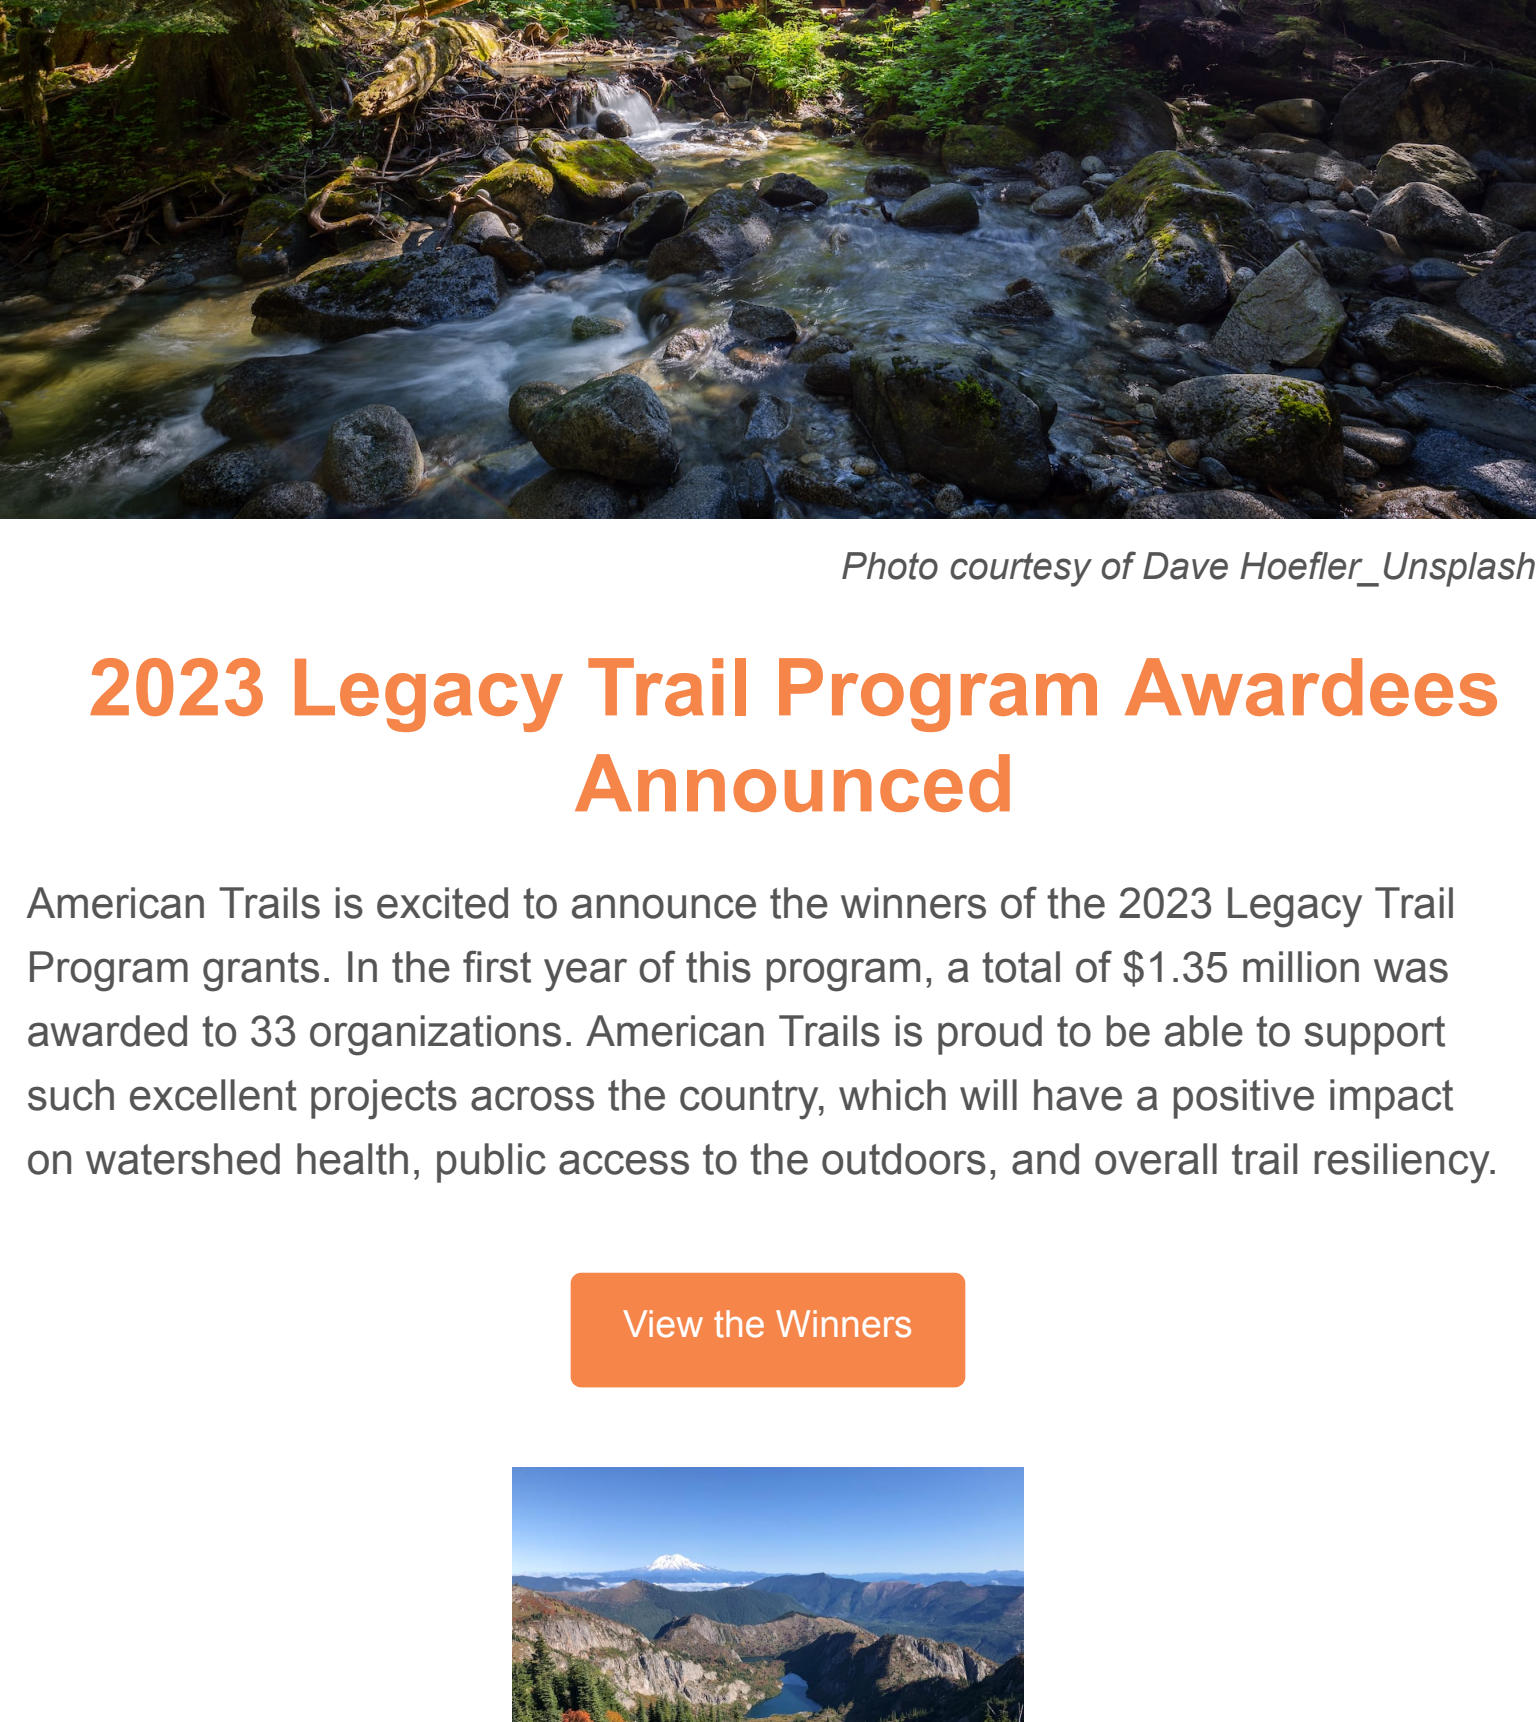 Photo courtesy of Dave Hoefler_Unsplash
2023 Legacy Trail Program Awardees
Announced
American Trails is excited to announce the winners of the 2023 Legacy Trail
Program grants. In the first year of this program, a total of $1.35 million was
awarded to 33 organizations. American Trails is proud to be able to support
such excellent projects across the country, which will have a positive impact
on watershed health, public access to the outdoors, and overall trail resiliency.
View the Winners